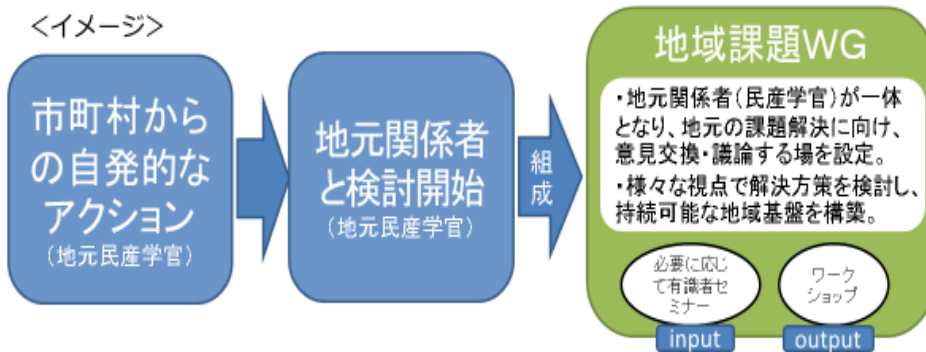 <イメージ>
市町村から
の自発的な
アクション
(地元民産学官)
地元関係者
と検討開始
(地元民産学官)
組
成
地域課題WG
・地元関係者(民産学官)が一体
となり、地元の課題解決に向け、
意見交換・議論する場を設定。
・様々な視点で解決方策を検討し、
持続可能な地域基盤を構築。
必要に応じ
て有識者セ
ミナー
input
ワーク
ショップ
output